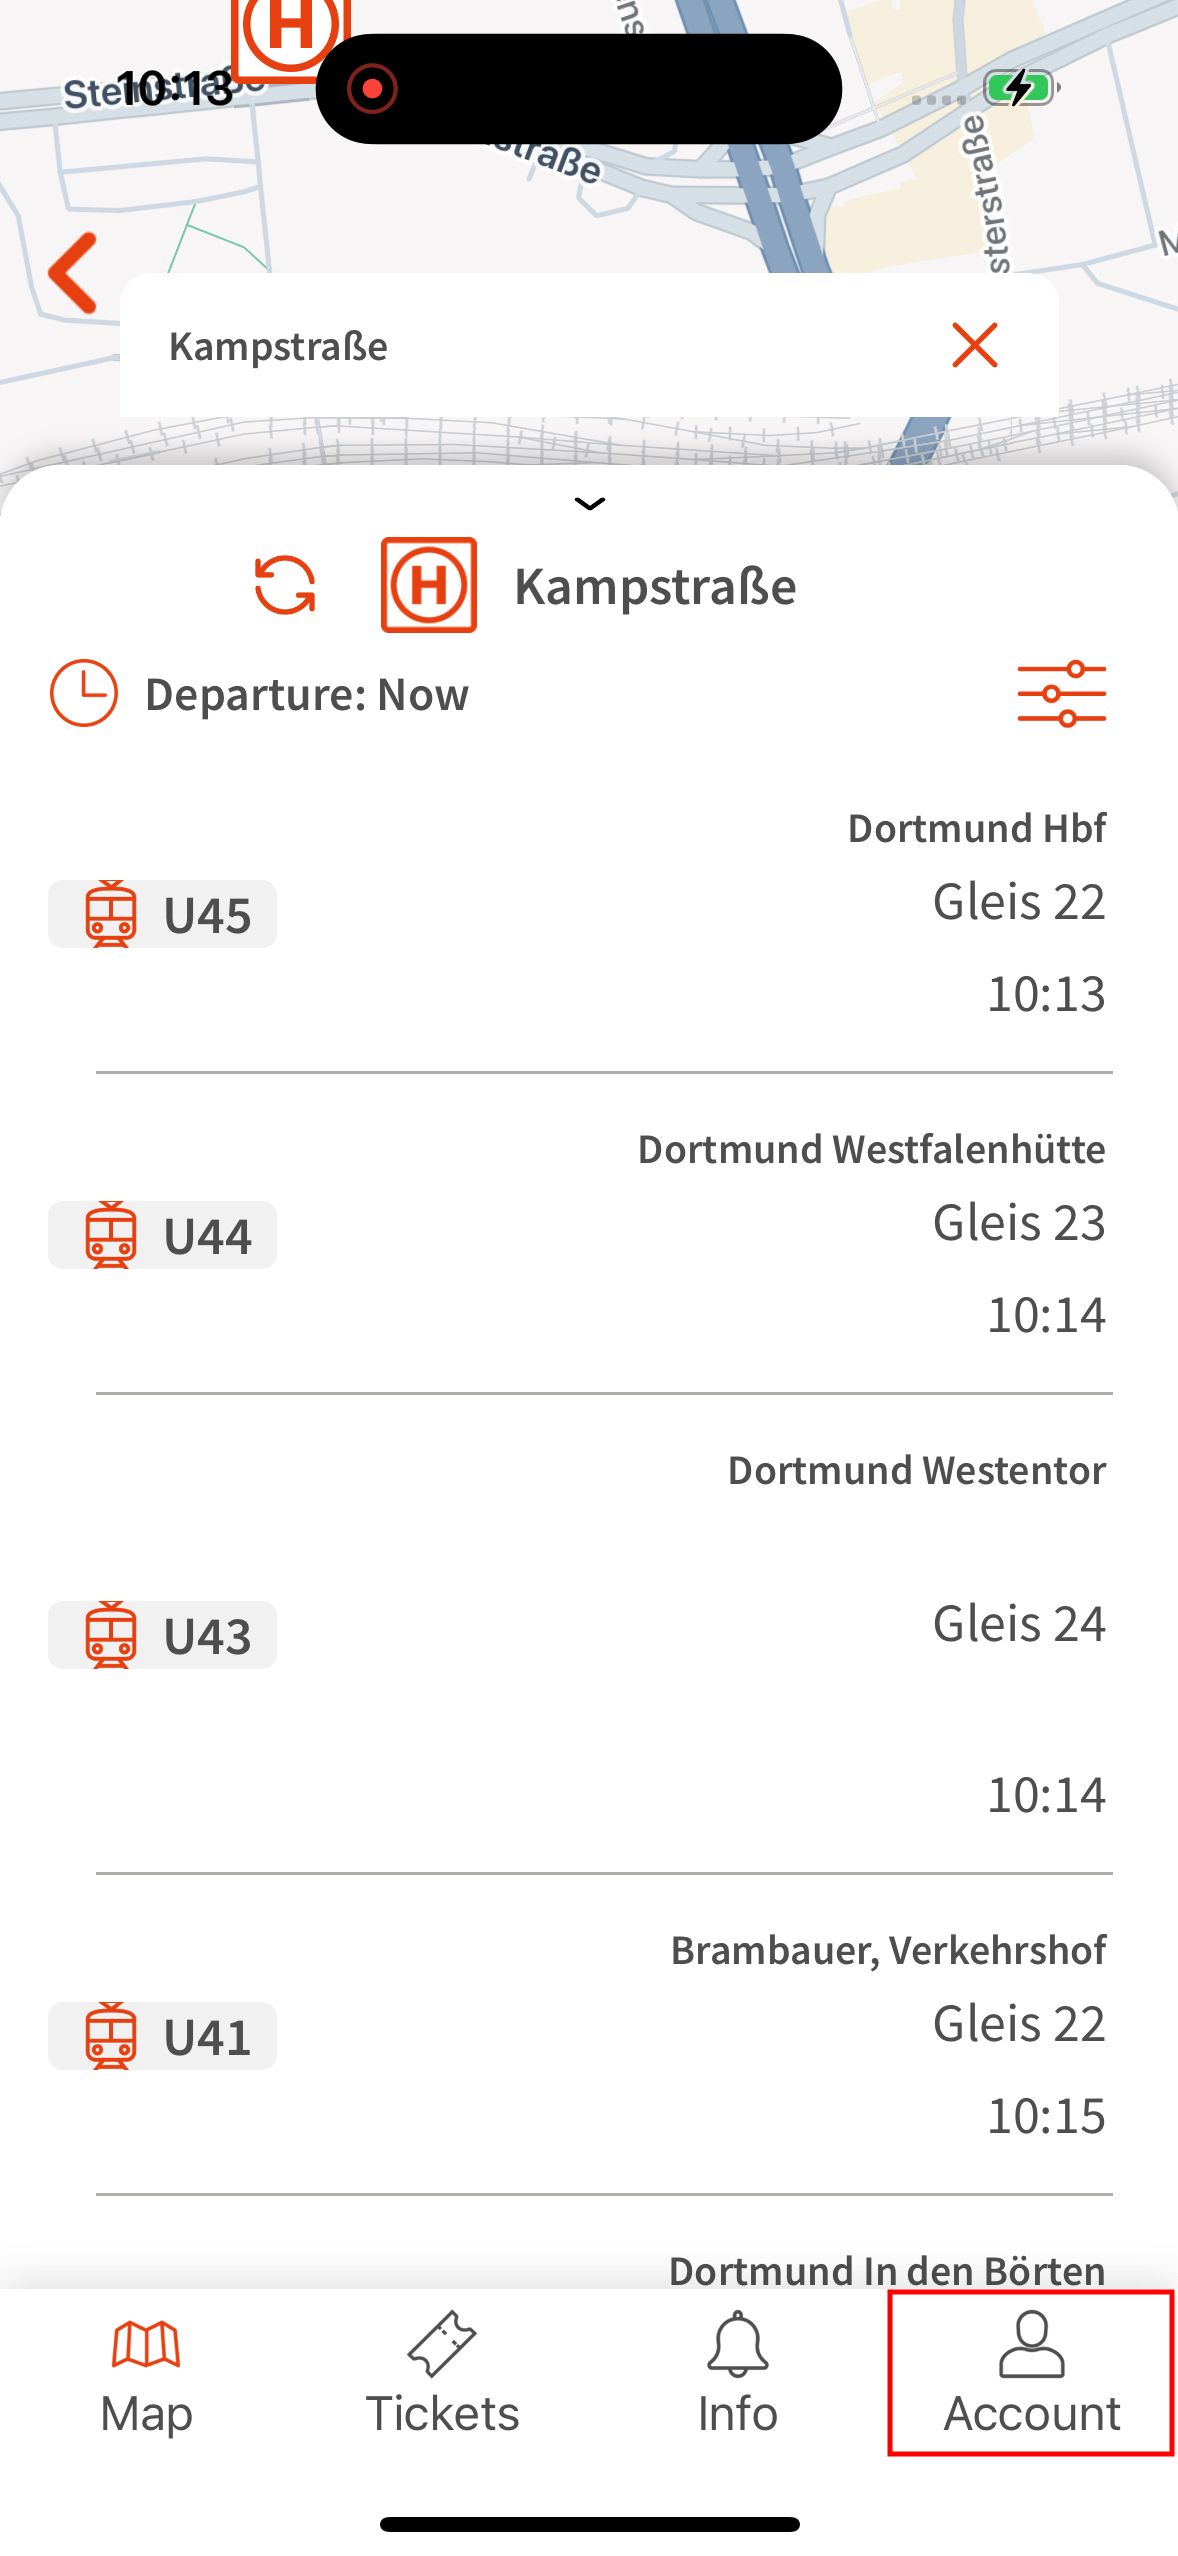 H
Steinstraße
10:13
straße
sterstraße
Kampstraße
H Kampstraße
Departure: Now
Dortmund Hbf
U45
Gleis 22
10:13
Dortmund Westfalenhütte
U44
Gleis 23
10:14
Dortmund Westentor
U43
Gleis 24
10:14
Brambauer, Verkehrshof
U41
Gleis 22
10:15
Dortmund In den Börten
Map
Tickets
Info
Account